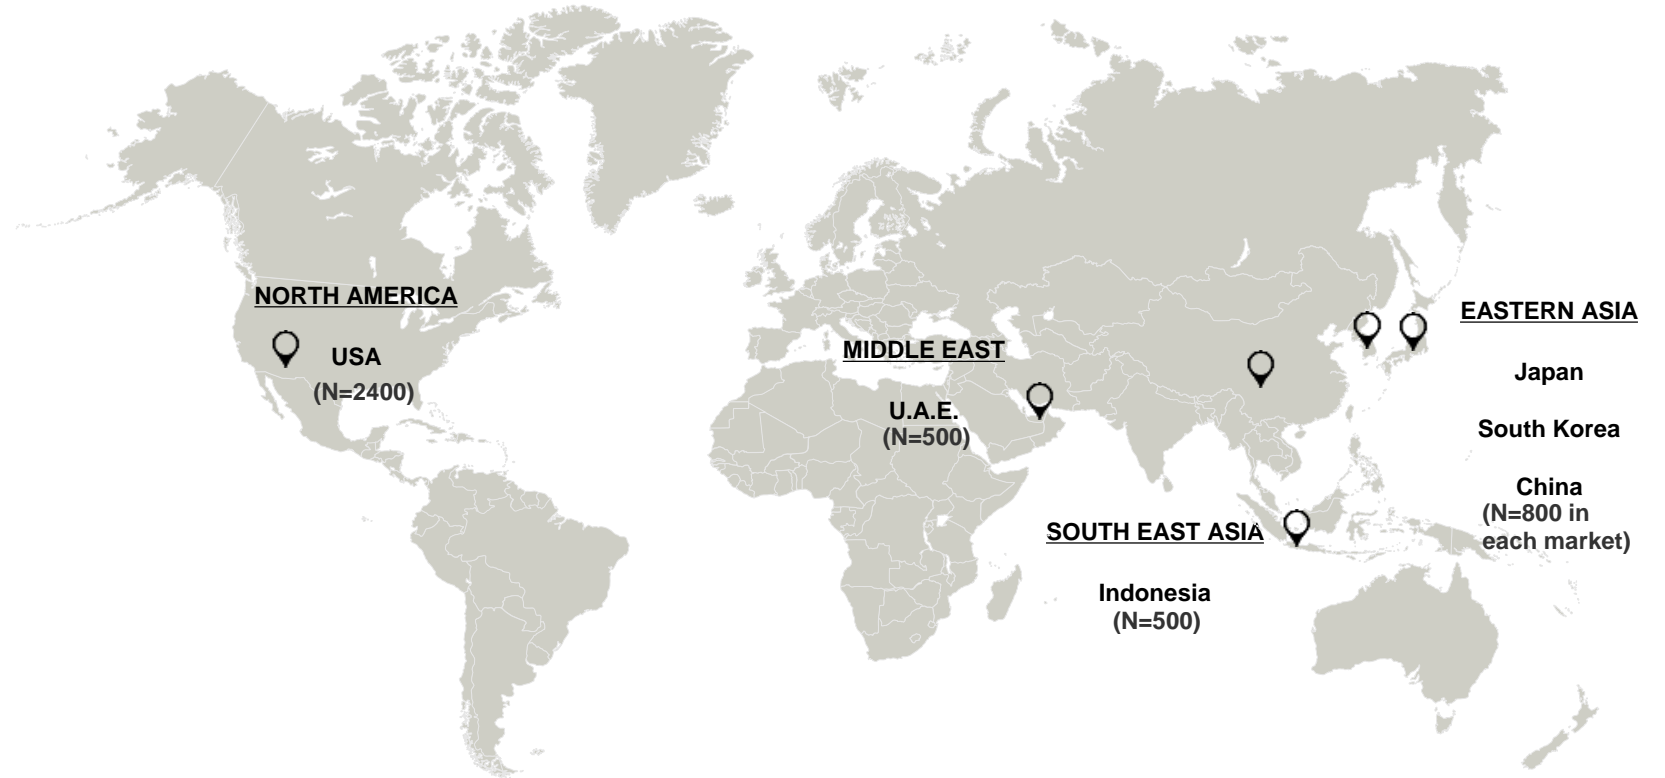 NORTH AMERICA
USA
(N=2400)
MIDDLE EAST
U.A.E.
(N=500)
SOUTH EAST ASIA
Indonesia
(N=500)
EASTERN ASIA
Japan
South Korea
China
(N=800 in
each market)